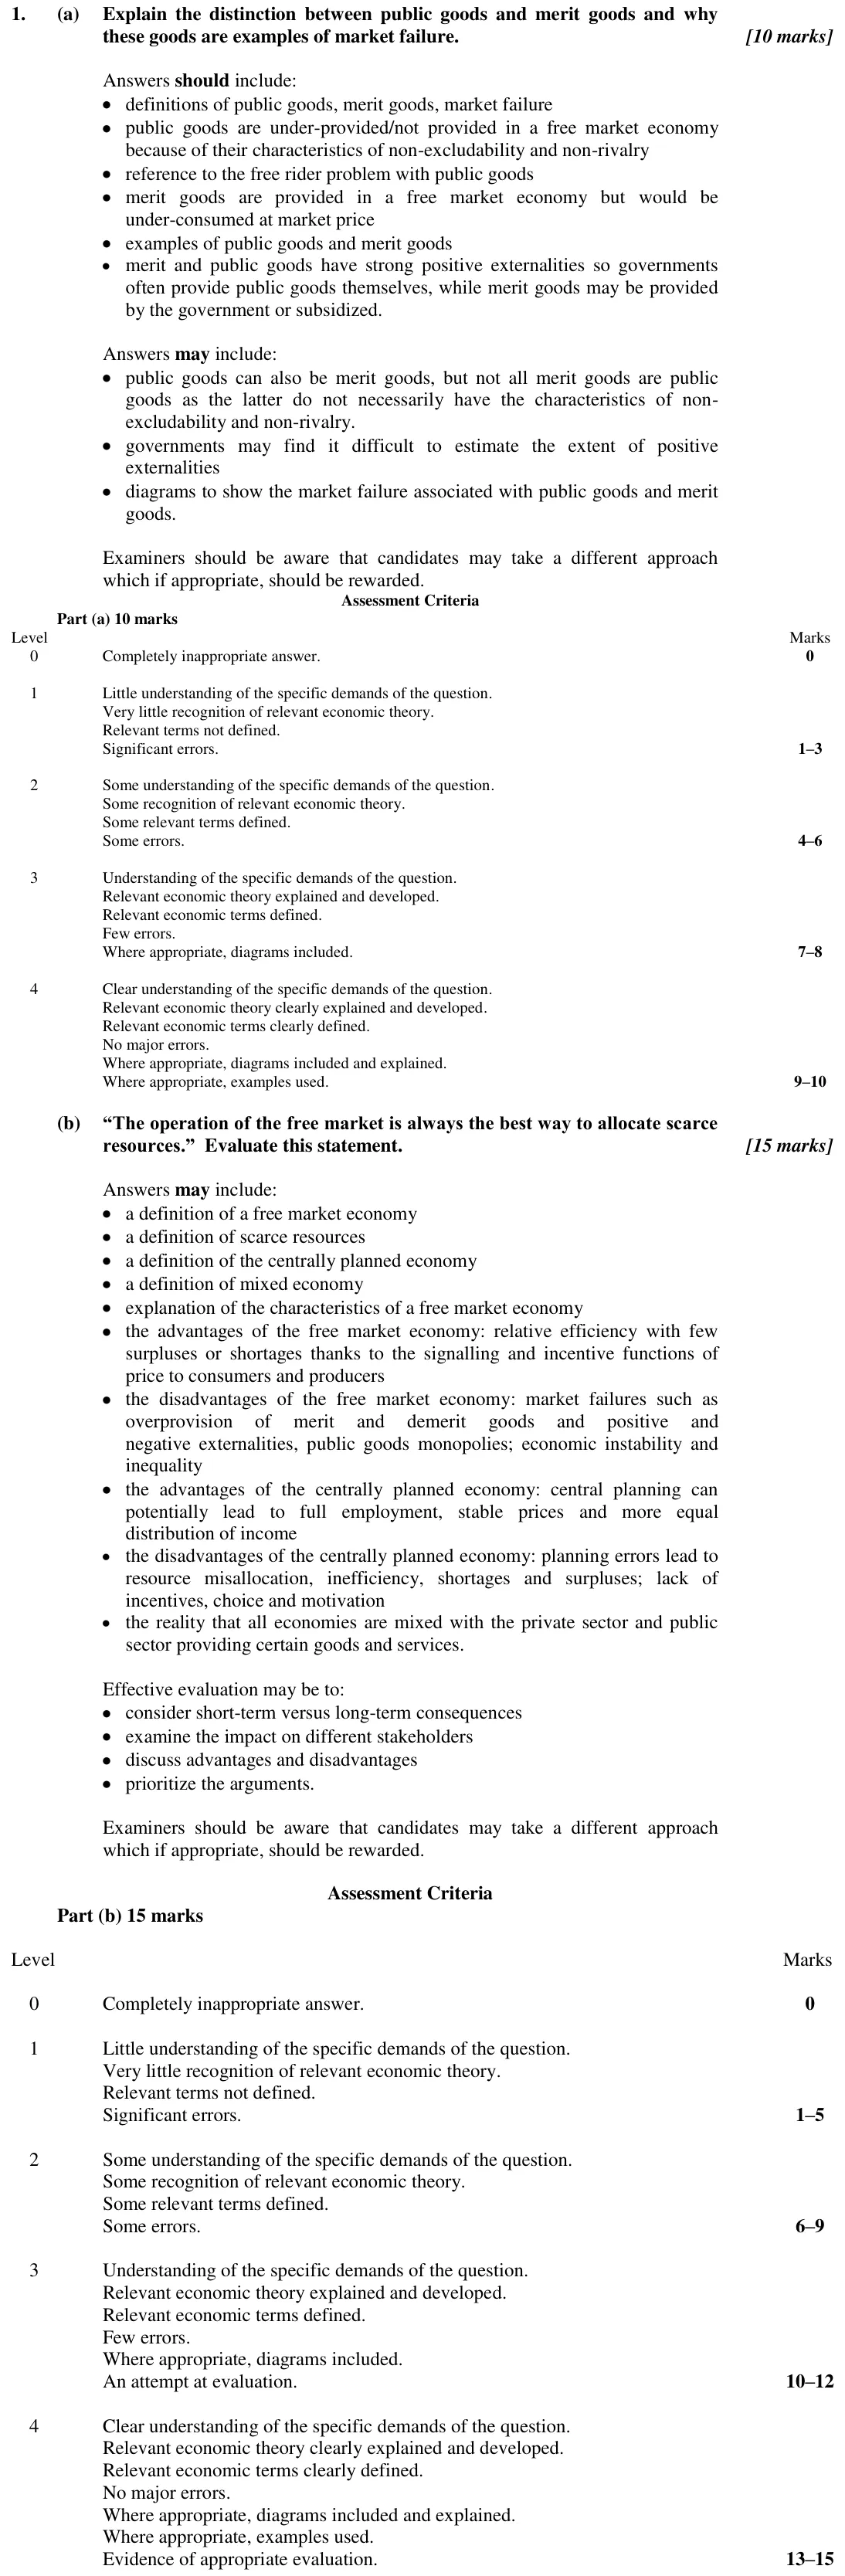 1. (a) Explain the distinction between public goods and merit goods and why
these goods are examples of market failure. [10 marks]
Answers should include:
• definitions of public goods, merit goods, market failure
• public goods are under-provided/not provided in a free market economy
because of their characteristics of non-excludability and non-rivalry
• reference to the free rider problem with public goods
• merit goods are provided in a free market economy but would be
under-consumed at market price
• examples of public goods and merit goods
• merit and public goods have strong positive externalities so governments
often provide public goods themselves, while merit goods may be provided
by the government or subsidized.
Answers may include:
• public goods can also be merit goods, but not all merit goods are public
goods as the latter do not necessarily have the characteristics of non-
excludability and non-rivalry.
• governments may find it difficult to estimate the extent of positive
externalities
• diagrams to show the market failure associated with public goods and merit
goods.
Examiners should be aware that candidates may take a different approach
which if appropriate, should be rewarded.
Assessment Criteria
Part (a) 10 marks
Level Marks
0 Completely inappropriate answer. 0
1 Little understanding of the specific demands of the question.
Very little recognition of relevant economic theory.
Relevant terms not defined.
Significant errors. 1–3
2 Some understanding of the specific demands of the question.
Some recognition of relevant economic theory.
Some relevant terms defined.
Some errors. 4–6
3 Understanding of the specific demands of the question.
Relevant economic theory explained and developed.
Relevant economic terms defined.
Few errors.
Where appropriate, diagrams included. 7–8
4 Clear understanding of the specific demands of the question.
Relevant economic theory clearly explained and developed.
Relevant economic terms clearly defined.
No major errors.
Where appropriate, diagrams included and explained.
Where appropriate, examples used. 9–10
(b) “The operation of the free market is always the best way to allocate scarce
resources.” Evaluate this statement. [15 marks]
Answers may include:
• a definition of a free market economy
• a definition of scarce resources
• a definition of the centrally planned economy
• a definition of mixed economy
• explanation of the characteristics of a free market economy
• the advantages of the free market economy: relative efficiency with few
surpluses or shortages thanks to the signalling and incentive functions of
price to consumers and producers
• the disadvantages of the free market economy: market failures such as
overprovision of merit and demerit goods and positive and
negative externalities, public goods monopolies; economic instability and
inequality
• the advantages of the centrally planned economy: central planning can
potentially lead to full employment, stable prices and more equal
distribution of income
• the disadvantages of the centrally planned economy: planning errors lead to
resource misallocation, inefficiency, shortages and surpluses; lack of
incentives, choice and motivation
• the reality that all economies are mixed with the private sector and public
sector providing certain goods and services.
Effective evaluation may be to:
• consider short-term versus long-term consequences
• examine the impact on different stakeholders
• discuss advantages and disadvantages
• prioritize the arguments.
Examiners should be aware that candidates may take a different approach
which if appropriate, should be rewarded.
Assessment Criteria
Part (b) 15 marks
Level Marks
0 Completely inappropriate answer. 0
1 Little understanding of the specific demands of the question.
Very little recognition of relevant economic theory.
Relevant terms not defined.
Significant errors. 1–5
2 Some understanding of the specific demands of the question.
Some recognition of relevant economic theory.
Some relevant terms defined.
Some errors. 6–9
3 Understanding of the specific demands of the question.
Relevant economic theory explained and developed.
Relevant economic terms defined.
Few errors.
Where appropriate, diagrams included.
An attempt at evaluation. 10–12
4 Clear understanding of the specific demands of the question.
Relevant economic theory clearly explained and developed.
Relevant economic terms clearly defined.
No major errors.
Where appropriate, diagrams included and explained.
Where appropriate, examples used.
Evidence of appropriate evaluation. 13–15